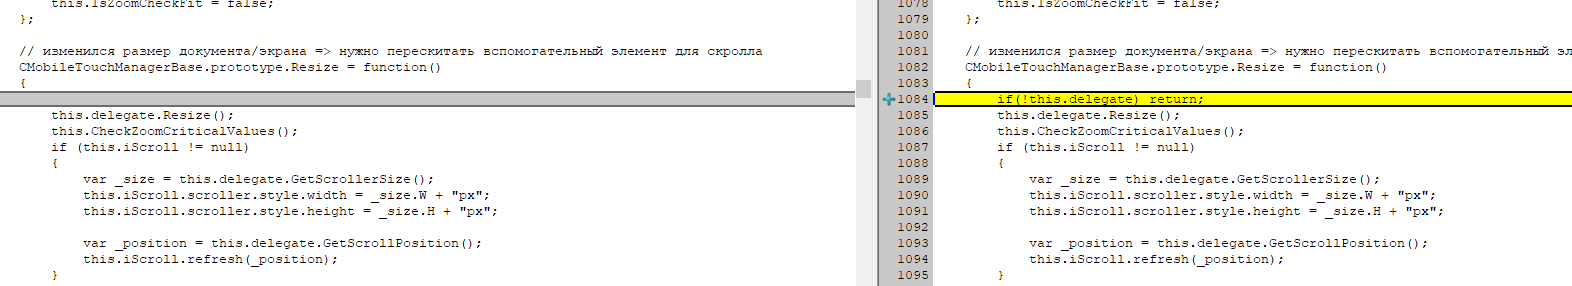 this.IsZoomCheckFit = false;
};
// изменился размер документа/экрана => нужно перескитать вспомогательный элемент для скролла
CMobileTouchManagerBase.prototype.Resize = function()
{
this.delegate.Resize();
this.CheckZoomCriticalValues();
if (this.iScroll != null)
{
var _size = this.delegate.GetScrollerSize();
this.iScroll.scroller.style.width = _size.W + "px";
this.iScroll.scroller.style.height = _size.H + "px";
var _position = this.delegate.GetScrollPosition();
this.iScroll.refresh(_position);
}
1078 this.IsZoomCheckFit = false;
1079 };
1080
1081 // изменился размер документа/экрана => нужно перескитать вспомогательный эл
1082 CMobileTouchManagerBase.prototype.Resize = function()
1083 {
1084 if(!this.delegate) return;
1085 this.delegate.Resize();
1086 this.CheckZoomCriticalValues();
1087 if (this.iScroll != null)
1088 {
1089 var _size = this.delegate.GetScrollerSize();
1090 this.iScroll.scroller.style.width = _size.W + "px";
1091 this.iScroll.scroller.style.height = _size.H + "px";
1092
1093 var _position = this.delegate.GetScrollPosition();
1094 this.iScroll.refresh(_position);
1095 }